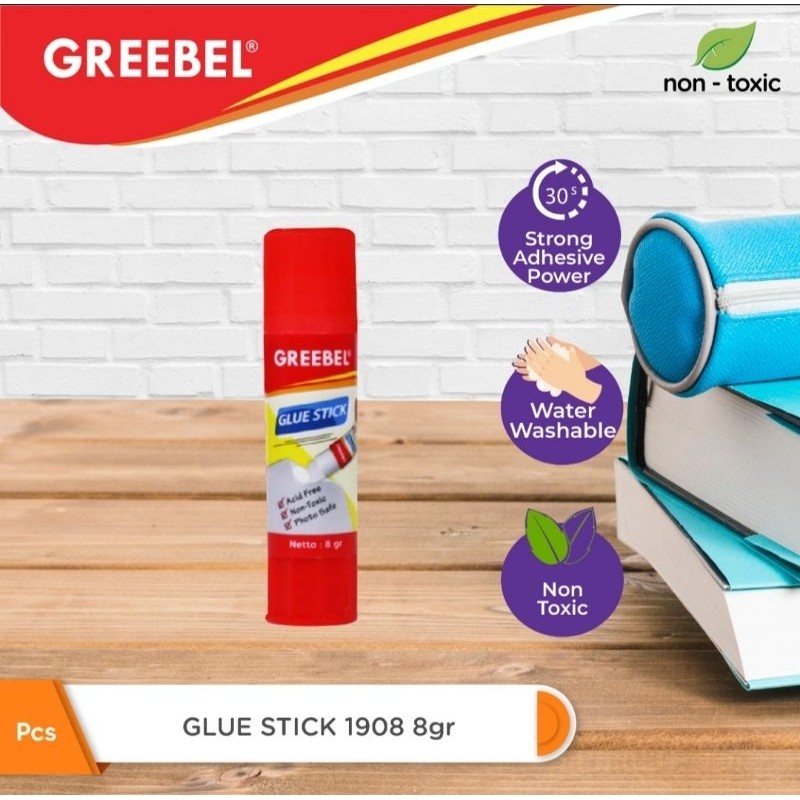 GREEBEL®
non - toxic
30 s
Strong
Adhesive
Power
GREEBEL
GLUE STICK
Acid Free
Non-Toxic
Photo Safe
Netto : 8 gr
Water
Washable
Non
Toxic
Pcs
GLUE STICK 1908 8gr